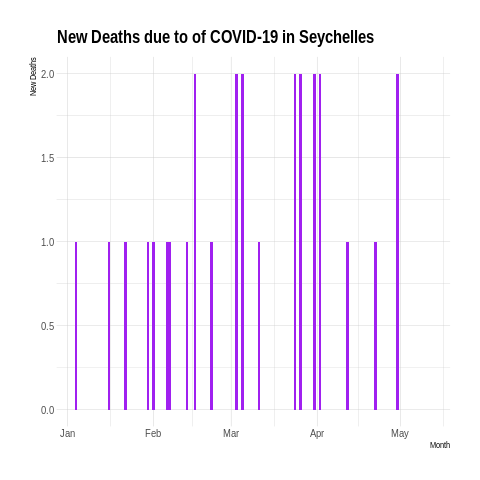 New Deaths due to of COVID-19 in Seychelles
New Deaths
2.0
1.5
1.0
0.5
0.0
Jan Feb Mar Apr May
Month